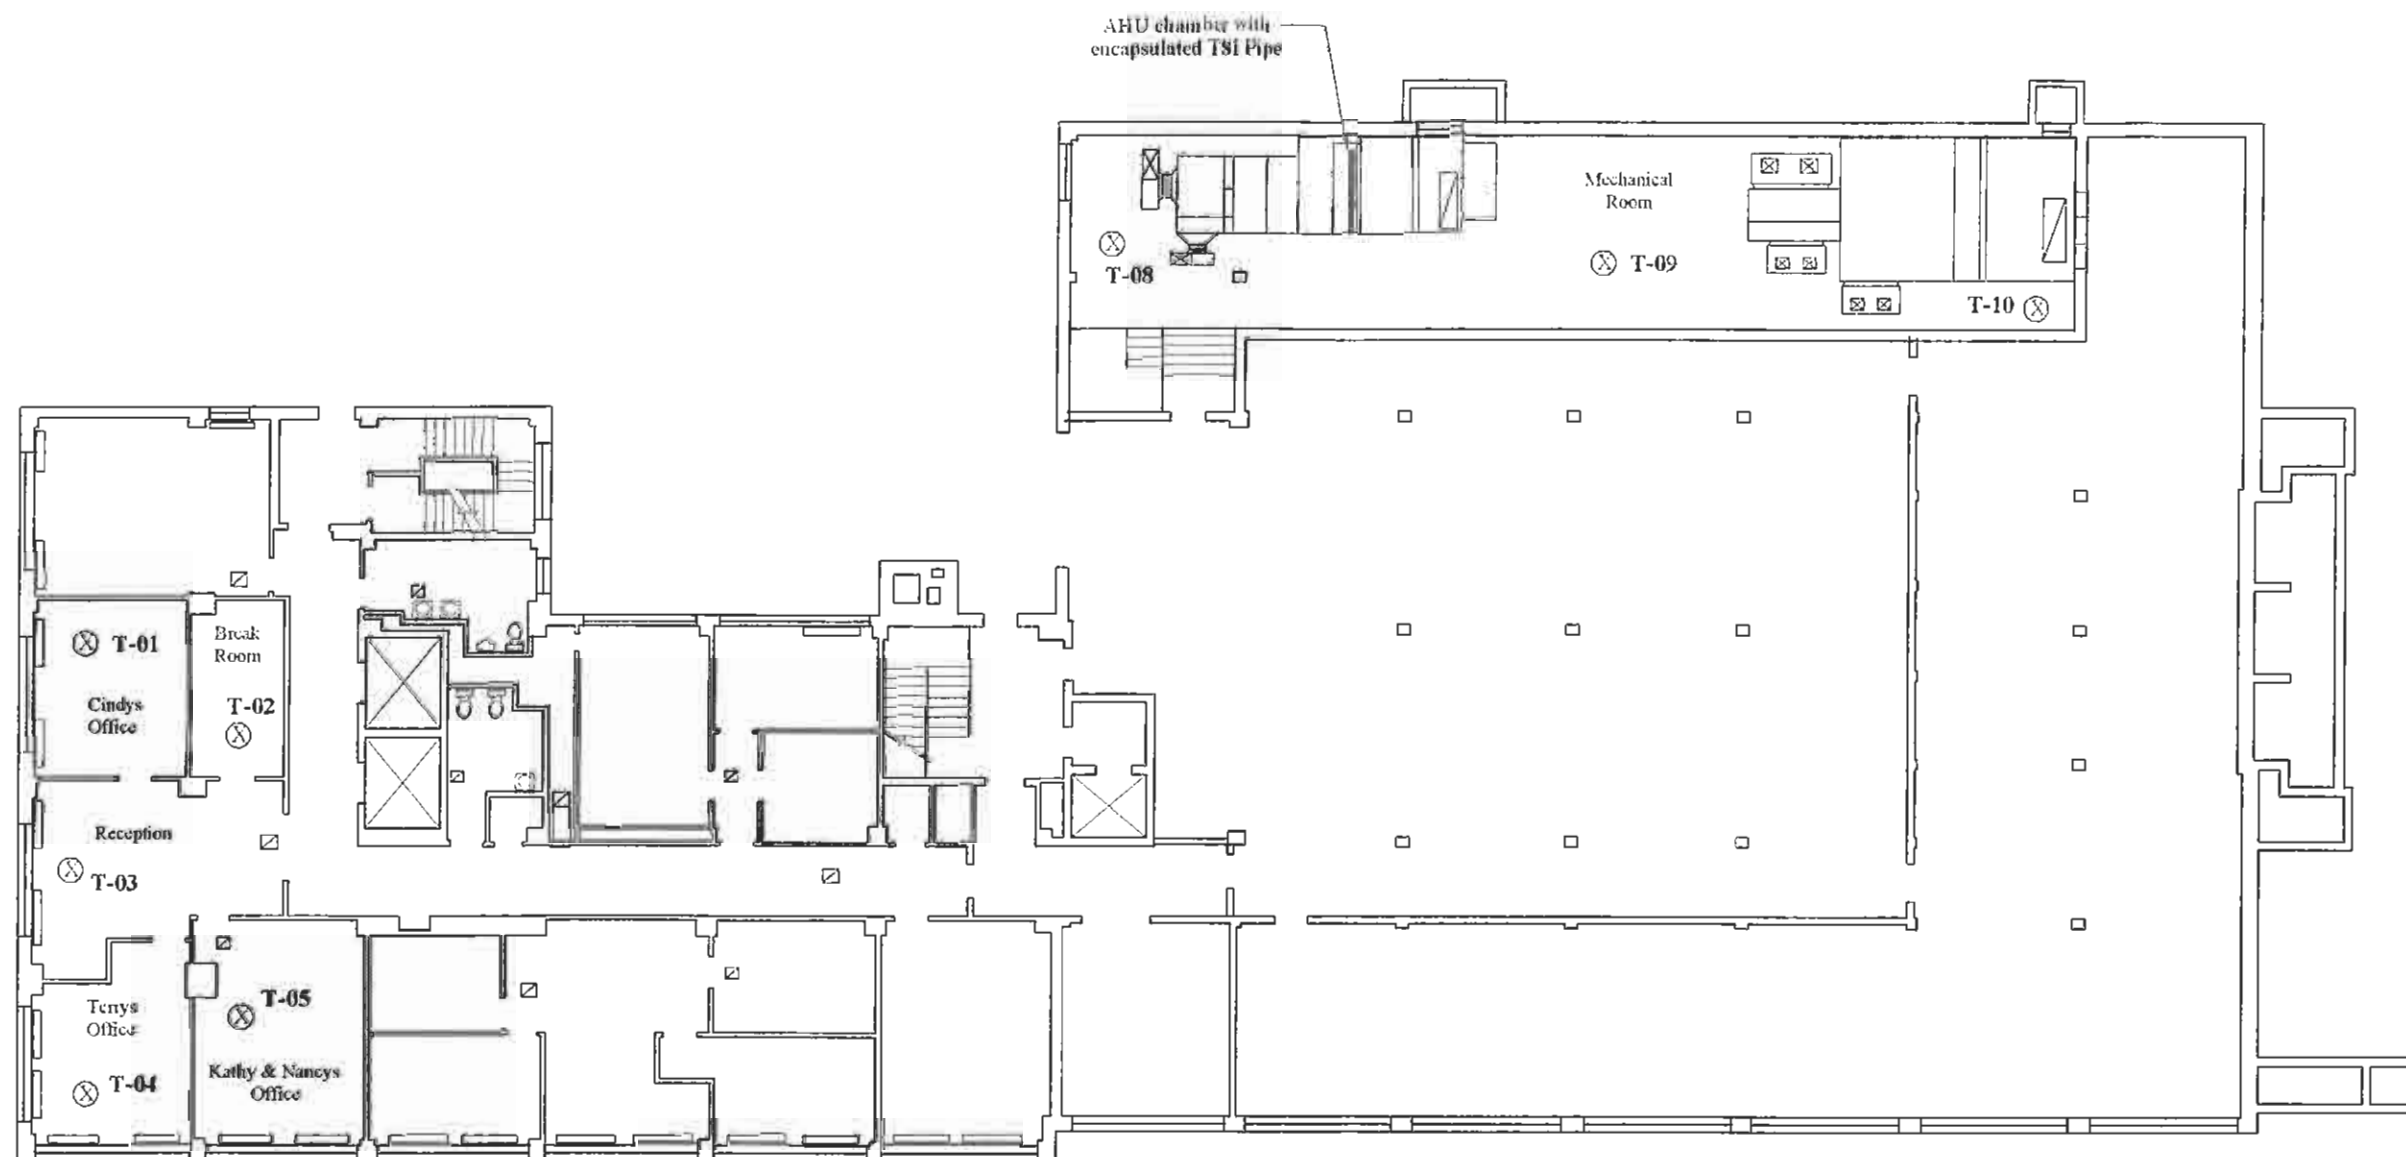 AHU chamber with
encapsulated TSI Pipe
Mechanical
Room
T-08
T-09
T-10
T-01
Break
Room
Cindys
Office
T-02
Reception
T-03
T-05
Terrys
Office
Kathy & Nancys
Office
T-04